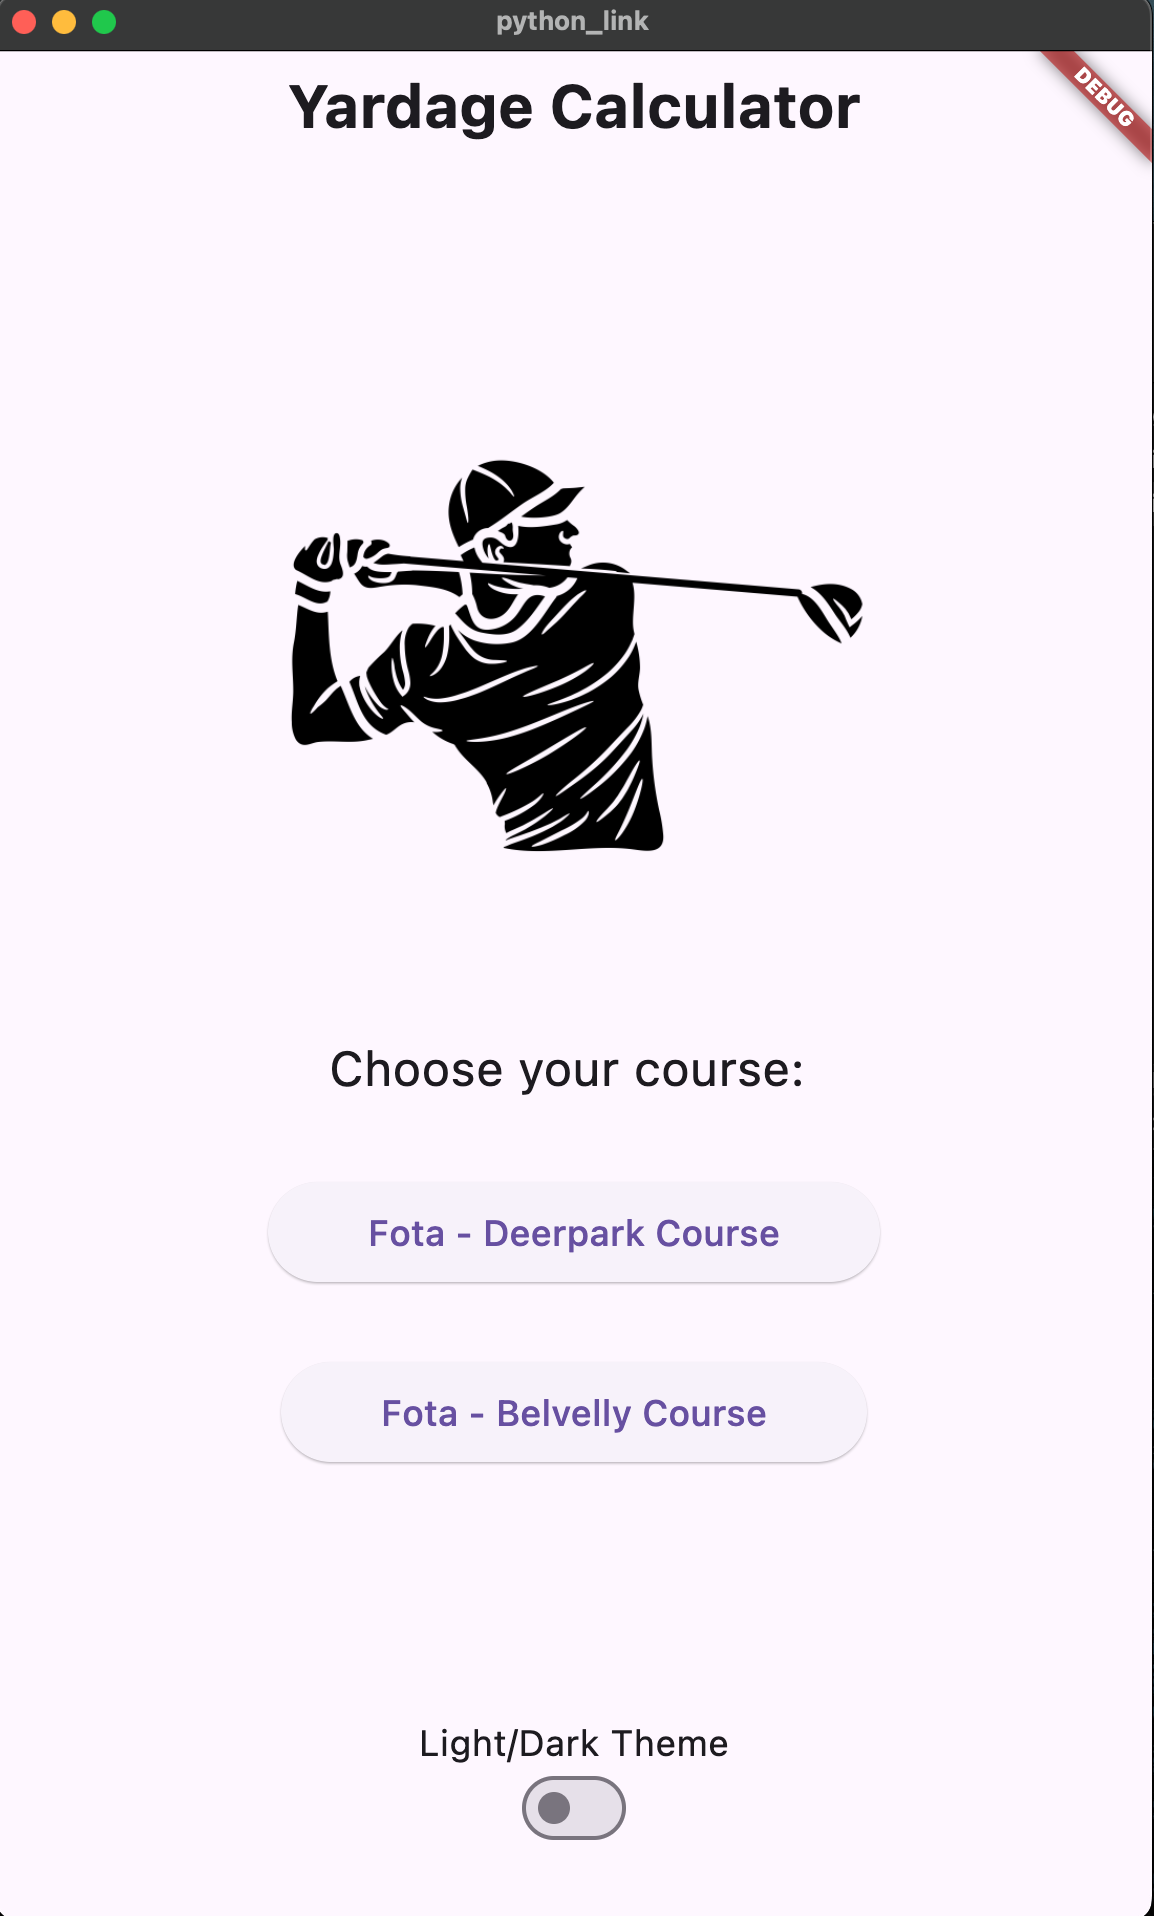 python_link
DEBUG
Yardage Calculator
Choose your course:
Fota - Deerpark Course
Fota - Belvelly Course
Light/Dark Theme